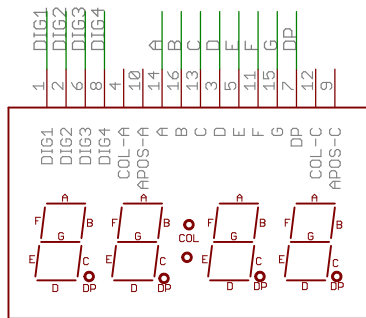 DIG1 DIG2 DIG3 DIG4 A B C D E F G DP
1 2 6 8 4 10 14 16 13 3 5 11 15 7 12 9
DIG1 DIG2 DIG3 DIG4 COL-A APOS-A A B C D E F G DP COL-C APOS-C
A A A A
F B F B F B F B
COL
G G G G
E C E C E C E C
D DP D DP D DP D DP